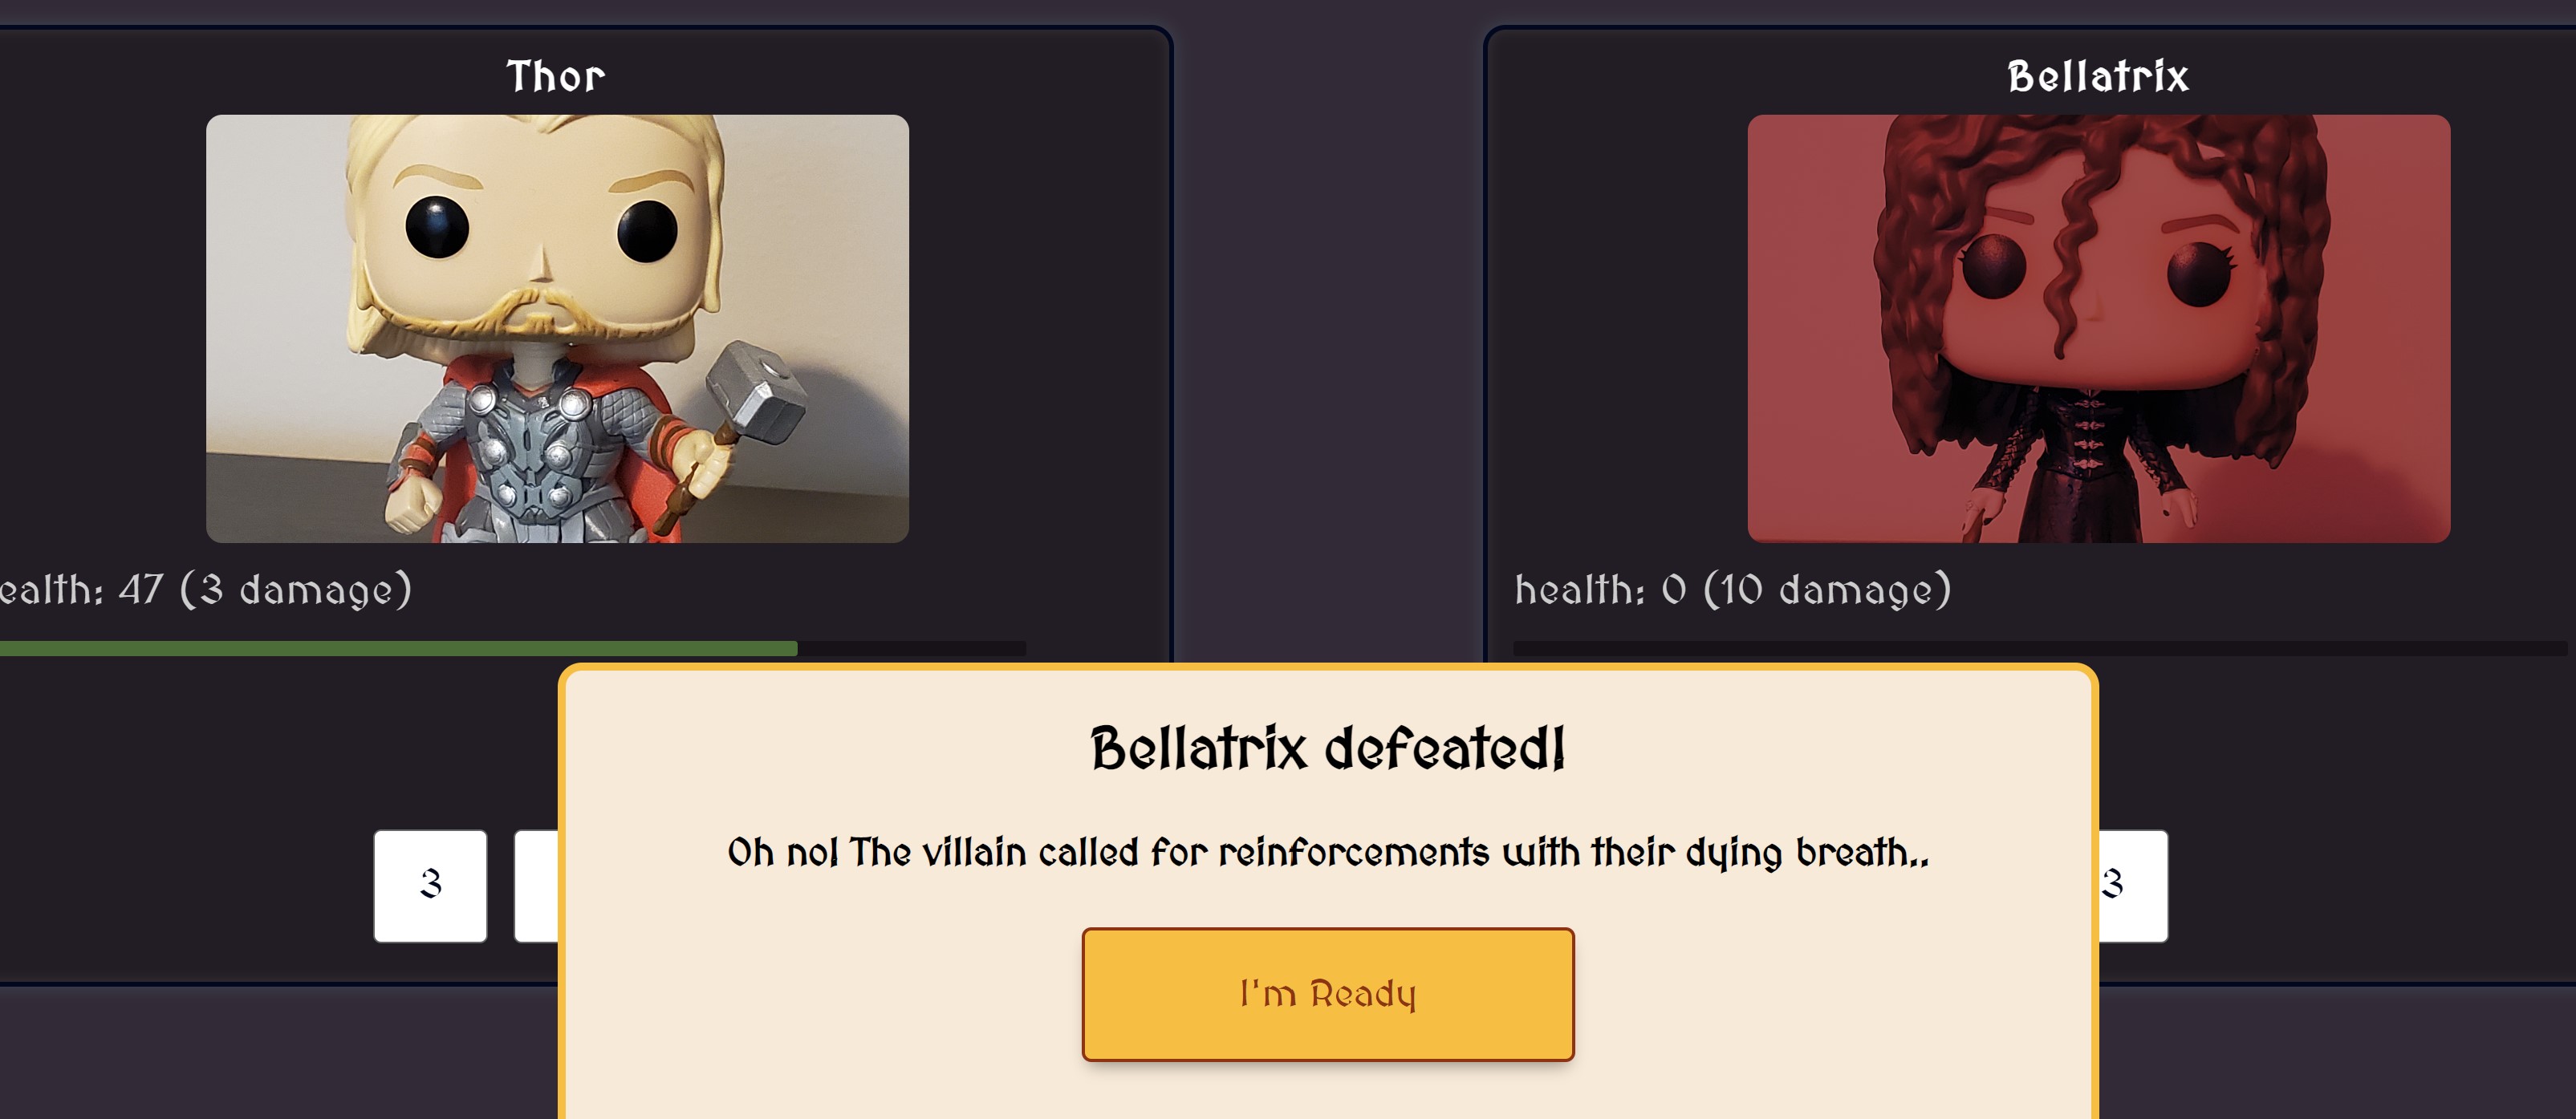 Thor
Bellatrix
ealth: 47 (3 damage)
health: 0 (10 damage)
Bellatrix defeated!
Oh no! The villain called for reinforcements with their dying breath..
3
3
I'm Ready